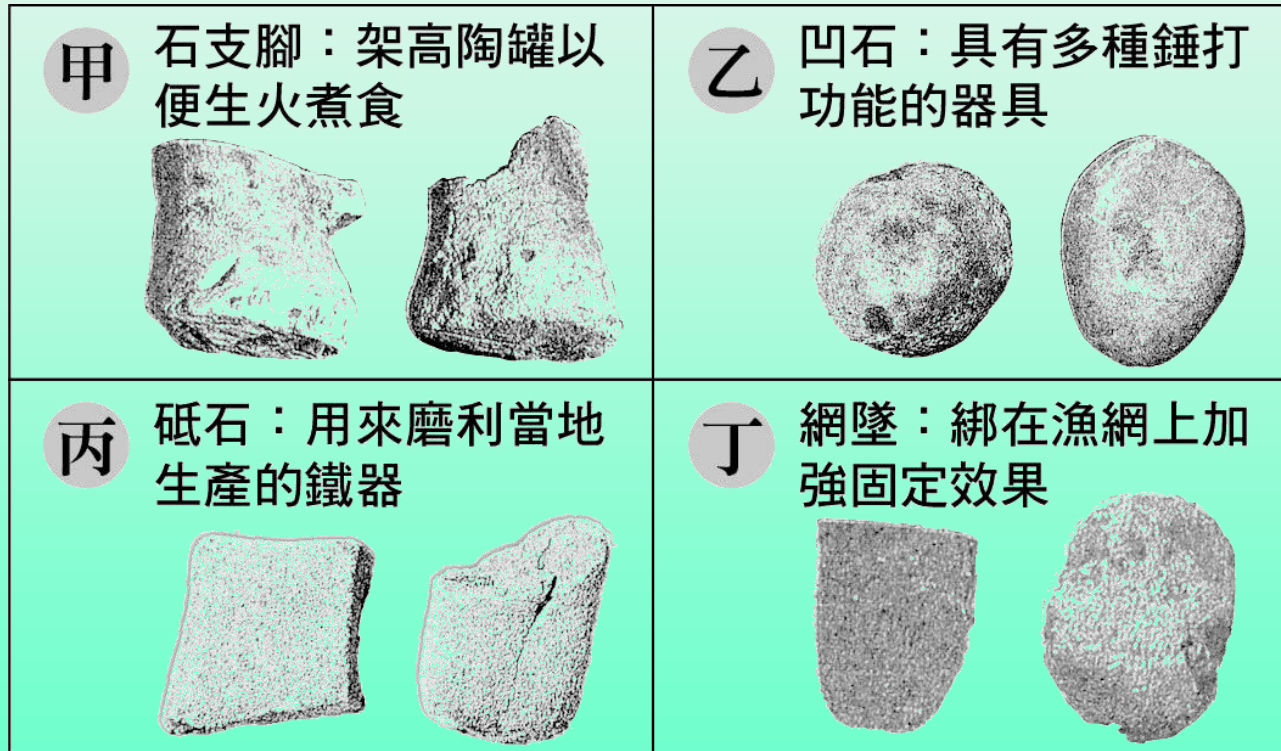 甲 石支腳：架高陶罐以
便生火煮食
乙 凹石：具有多種錘打
功能的器具
丙 砥石：用來磨利當地
生產的鐵器
丁 網墜：綁在漁網上加
強固定效果